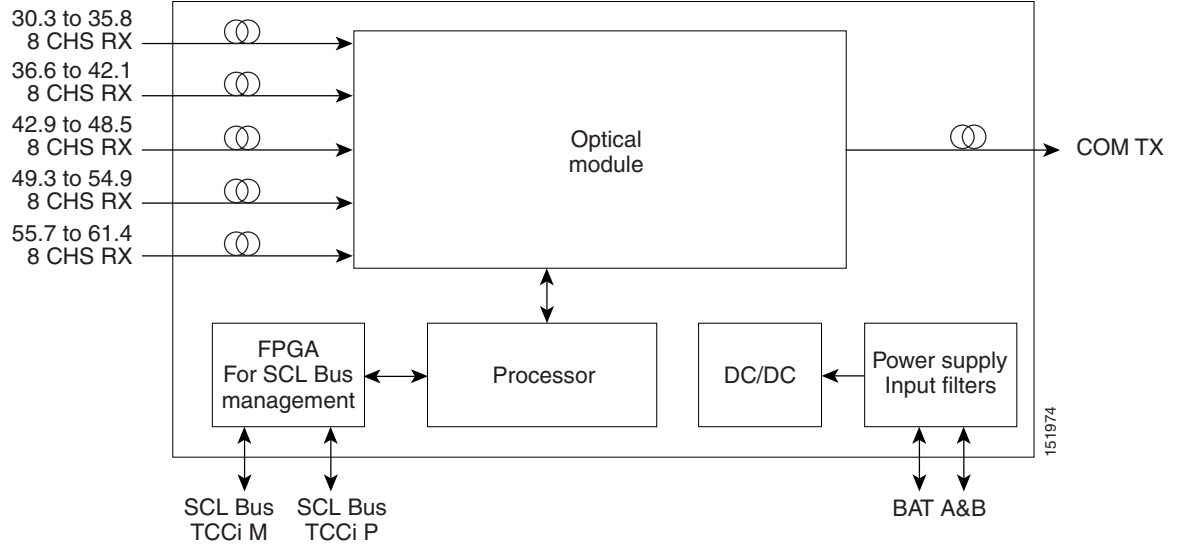 30.3 to 35.8
8 CHS RX
36.6 to 42.1
8 CHS RX
42.9 to 48.5
8 CHS RX
49.3 to 54.9
8 CHS RX
55.7 to 61.4
8 CHS RX
Optical
module
COM TX
FPGA
For SCL Bus
management
Processor
DC/DC
Power supply
Input filters
151974
SCL Bus
TCCi M
SCL Bus
TCCi P
BAT A&B